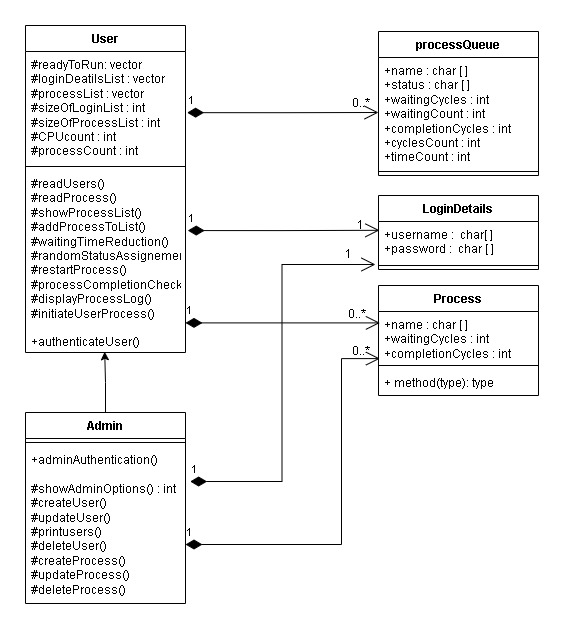 User
#readyToRun: vector
#loginDeatilsList : vector
#processList : vector
#sizeOfLoginList : int
#sizeOfProcessList : int
#CPUcount : int
#processCount : int
#readUsers()
#readProcess()
#showProcessList()
#addProcessToList()
#waitingTimeReduction()
#randomStatusAssignemen
#restartProcess()
#processCompletionCheck
#displayProcessLog()
#initiateUserProcess()
+authenticateUser()
1
0..*
processQueue
+name : char [ ]
+status : char [ ]
+waitingCycles : int
+waitingCount : int
+completionCycles : int
+cyclesCount : int
+timeCount : int
1
1
LoginDetails
+username : char[ ]
+password : char [ ]
1
1
0..*
0..*
Process
+name : char [ ]
+waitingCycles : int
+completionCycles : int
+ method(type): type
Admin
+adminAuthentication()
#showAdminOptions() : int
#createUser()
#updateUser()
#printusers()
#deleteUser()
#createProcess()
#updateProcess()
#deleteProcess()
1
1